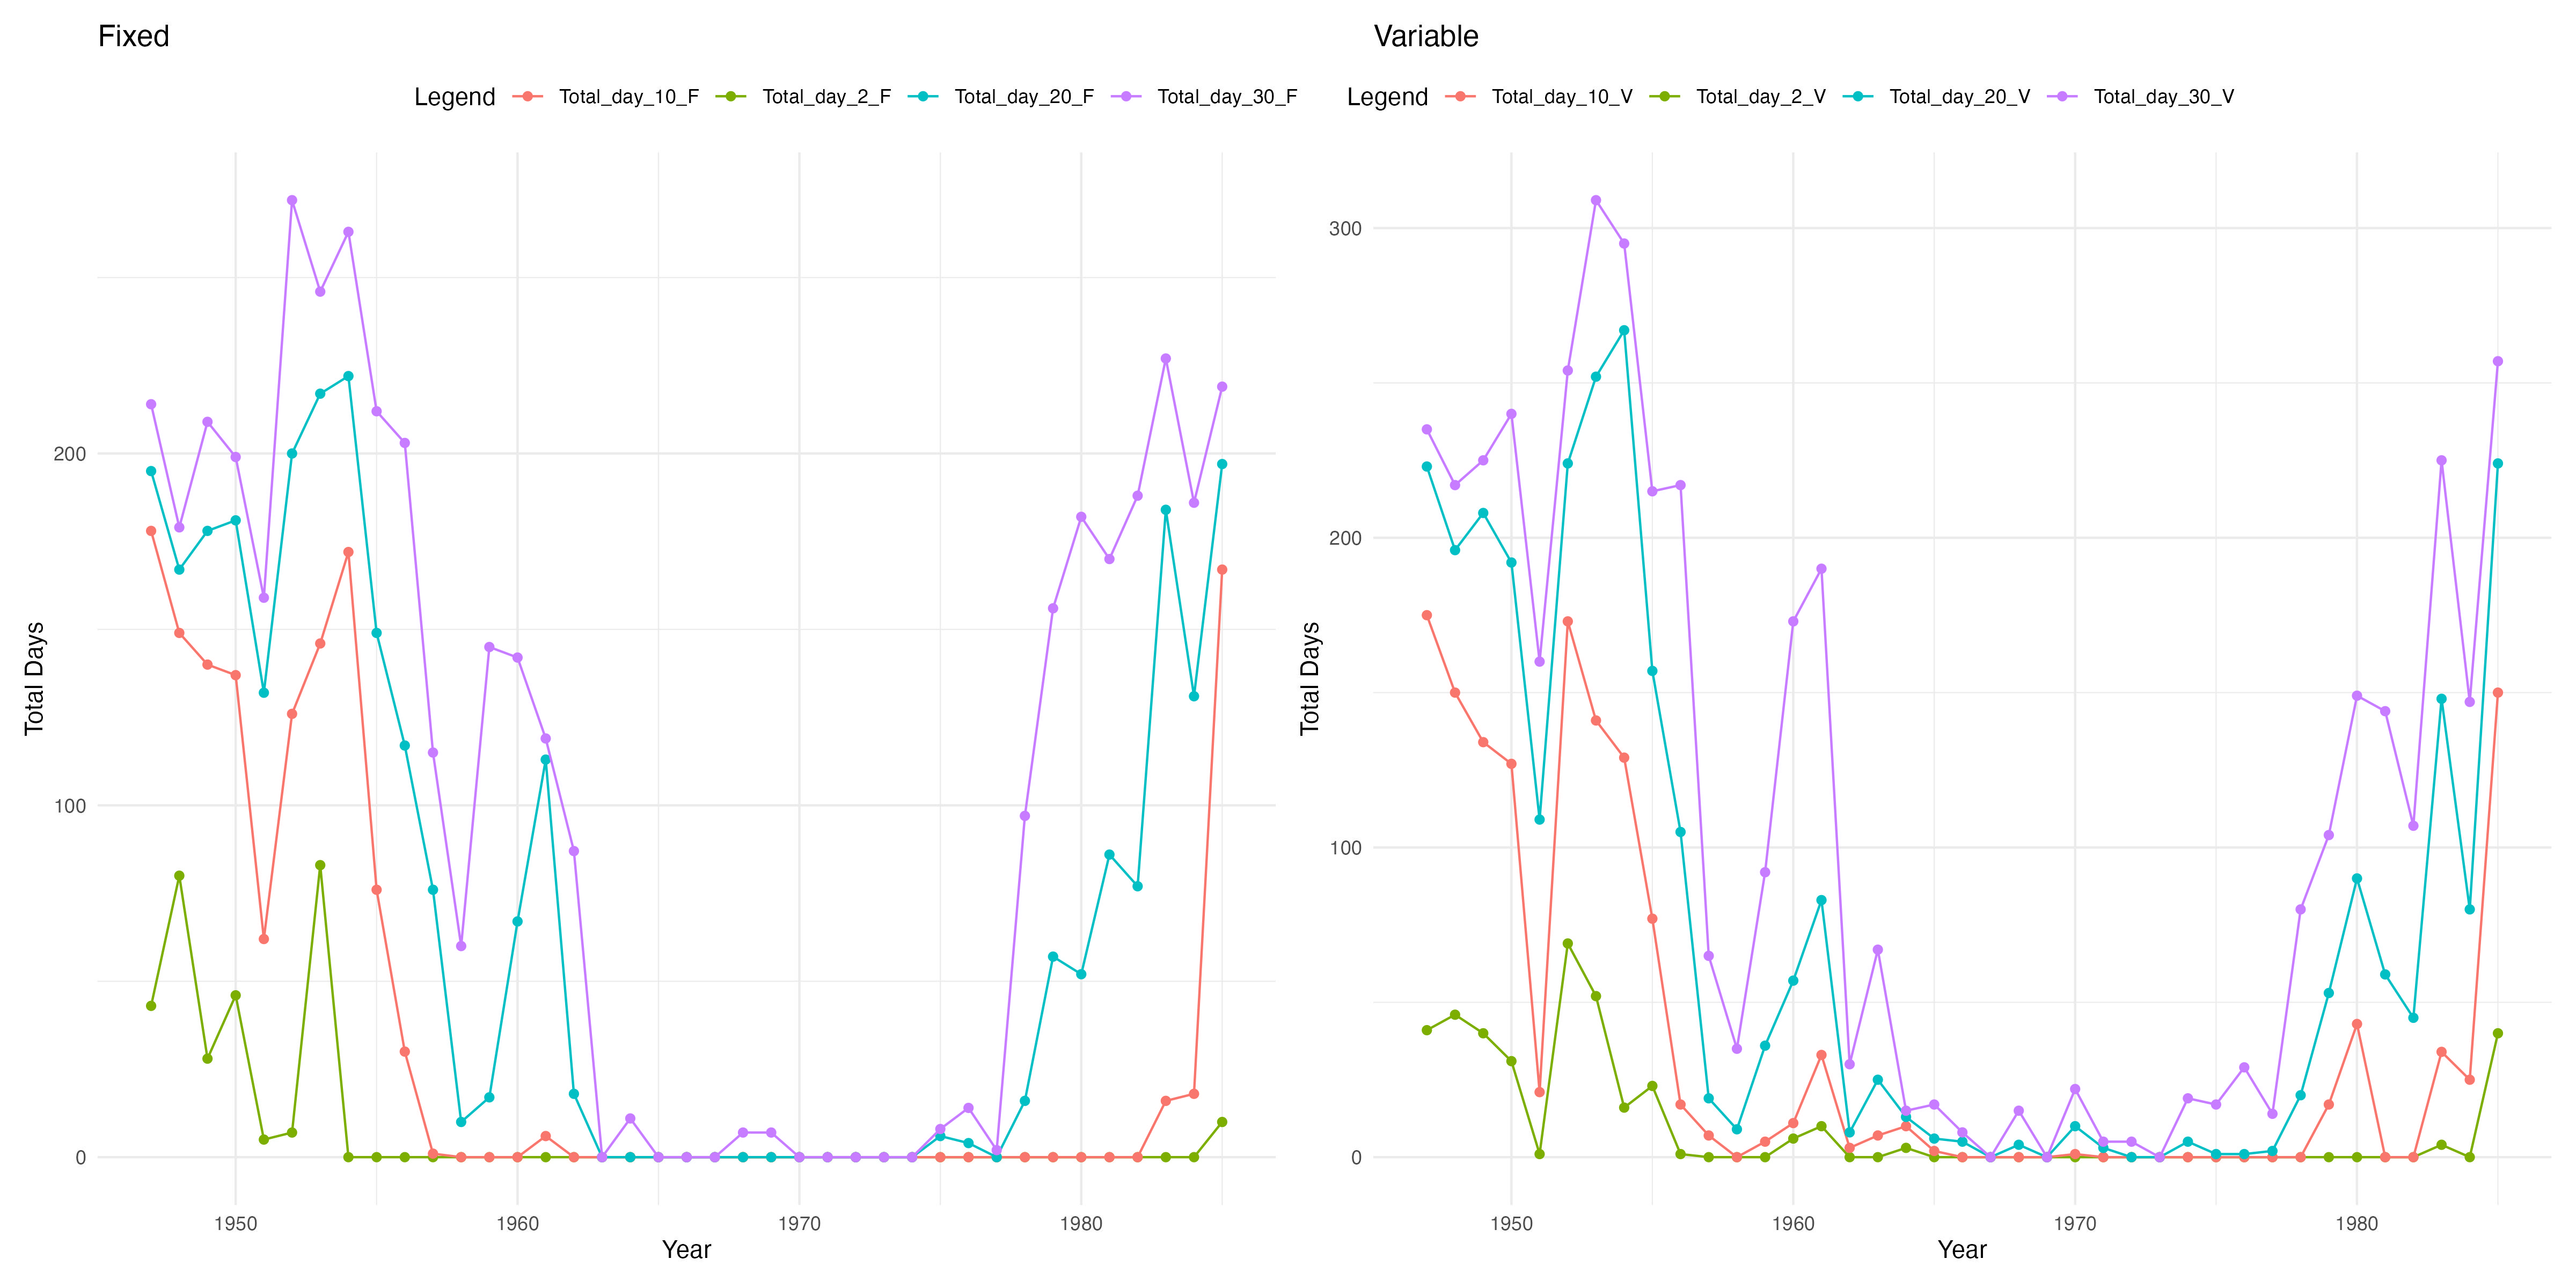 Fixed
Legend Total_day_10_F Total_day_2_F Total_day_20_F Total_day_30_F
200
100
0
Total Days
1950 1960 1970 1980
Year
Variable
Legend Total_day_10_V Total_day_2_V Total_day_20_V Total_day_30_V
300
200
100
0
Total Days
1950 1960 1970 1980
Year